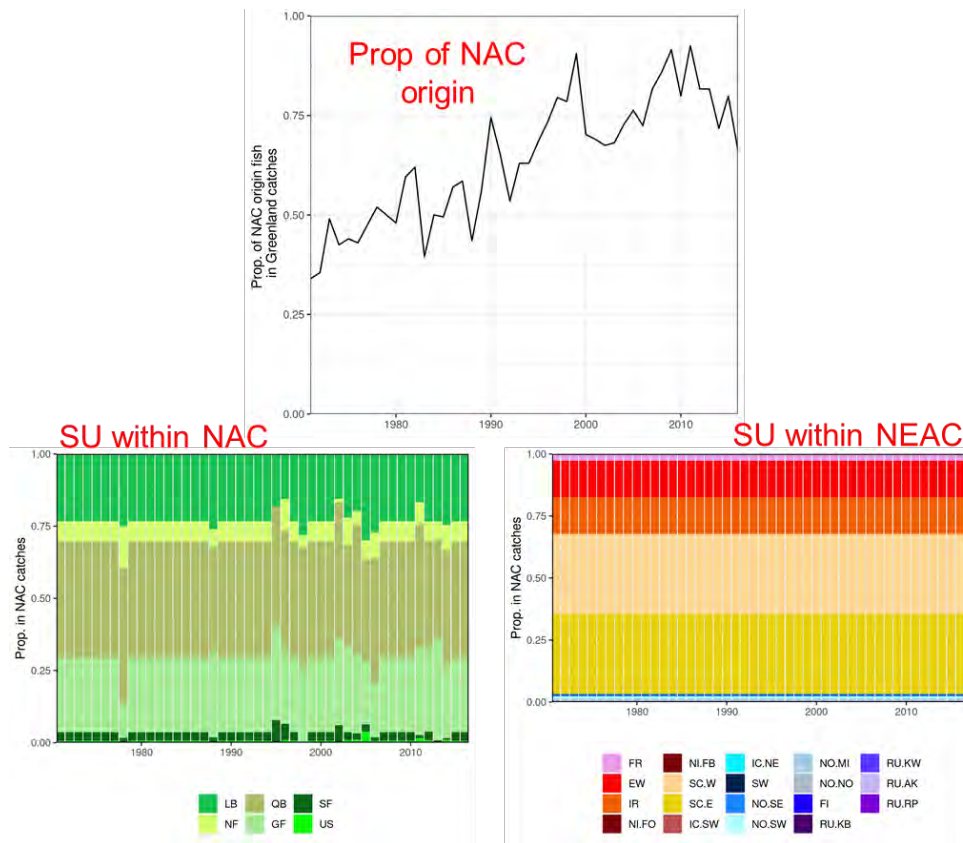 Prop of NAC
origin
Prop. of NAC origin fish
in Greenland catches
1.00
0.75
0.50
0.25
0.00
1980
1990
2000
2010
SU within NAC
Prop. in NAC catches
1.00
0.75
0.50
0.25
0.00
1980
1990
2000
2010
LB QB SF
NF GF US
SU within NEAC
Prop. in NAC catches
1.00
0.75
0.50
0.25
0.00
1980
1990
2000
2010
FR NI.FB IC.NE NO.MI RU.KW
EW SC.W SW NO.NO RU.AK
IR SC.E NO.SE FI RU.RP
NI.FO IC.SW NO.SW RU.KB